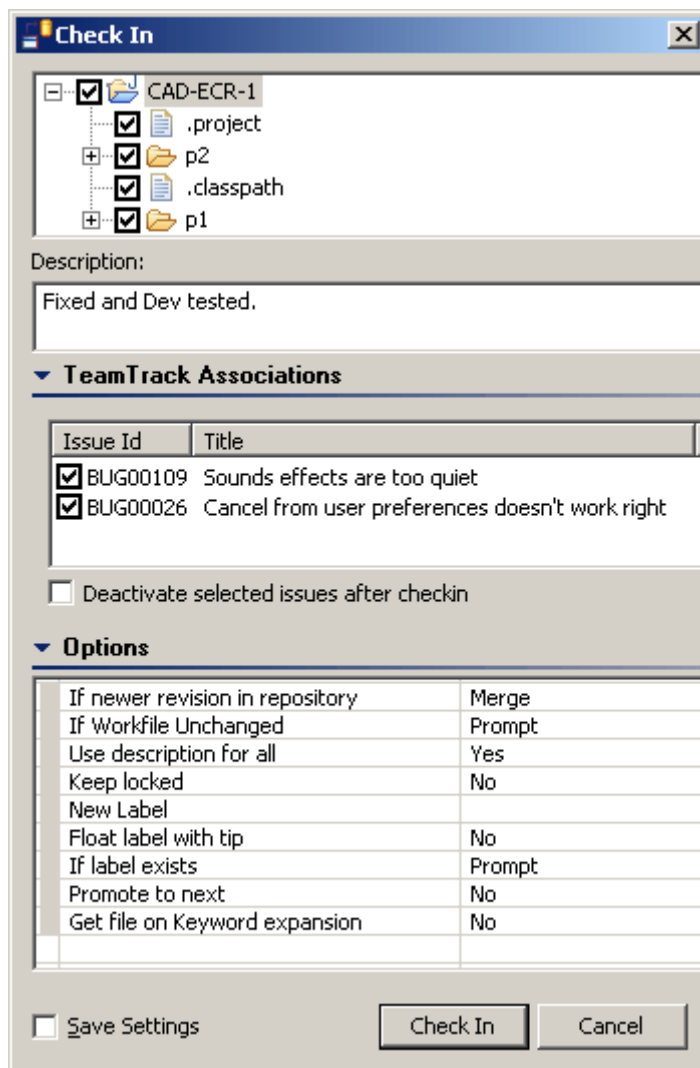 Check In
CAD-ECR-1
.project
p2
.classpath
p1
Description:
Fixed and Dev tested.
TeamTrack Associations
Issue Id Title
BUG00109 Sounds effects are too quiet
BUG00026 Cancel from user preferences doesn't work right
Deactivate selected issues after checkin
Options
If newer revision in repository Merge
If Workfile Unchanged Prompt
Use description for all Yes
Keep locked No
New Label
Float label with tip No
If label exists Prompt
Promote to next No
Get file on Keyword expansion No
Save Settings Check In Cancel